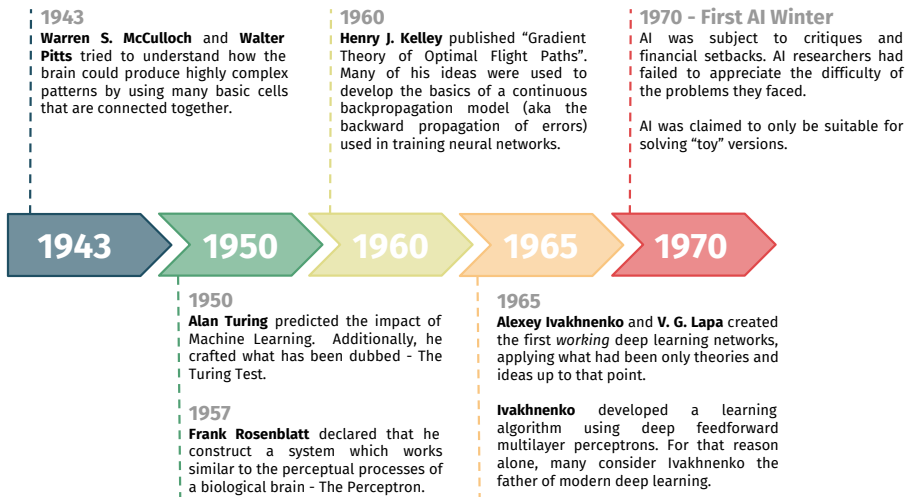 1943
Warren S. McCulloch and Walter
Pitts tried to understand how the
brain could produce highly complex
patterns by using many basic cells
that are connected together.
1960
Henry J. Kelley published “Gradient
Theory of Optimal Flight Paths”.
Many of his ideas were used to
develop the basics of a continuous
backpropagation model (aka the
backward propagation of errors)
used in training neural networks.
1970 - First AI Winter
AI was subject to critiques and
financial setbacks. AI researchers had
failed to appreciate the difficulty of
the problems they faced.
AI was claimed to only be suitable for
solving “toy” versions.
1943
1950
1960
1965
1970
1950
Alan Turing predicted the impact of
Machine Learning. Additionally, he
crafted what has been dubbed - The
Turing Test.
1957
Frank Rosenblatt declared that he
construct a system which works
similar to the perceptual processes of
a biological brain - The Perceptron.
1965
Alexey Ivakhnenko and V. G. Lapa created
the first working deep learning networks,
applying what had been only theories and
ideas up to that point.
Ivakhnenko developed a learning
algorithm using deep feedforward
multilayer perceptrons. For that reason
alone, many consider Ivakhnenko the
father of modern deep learning.